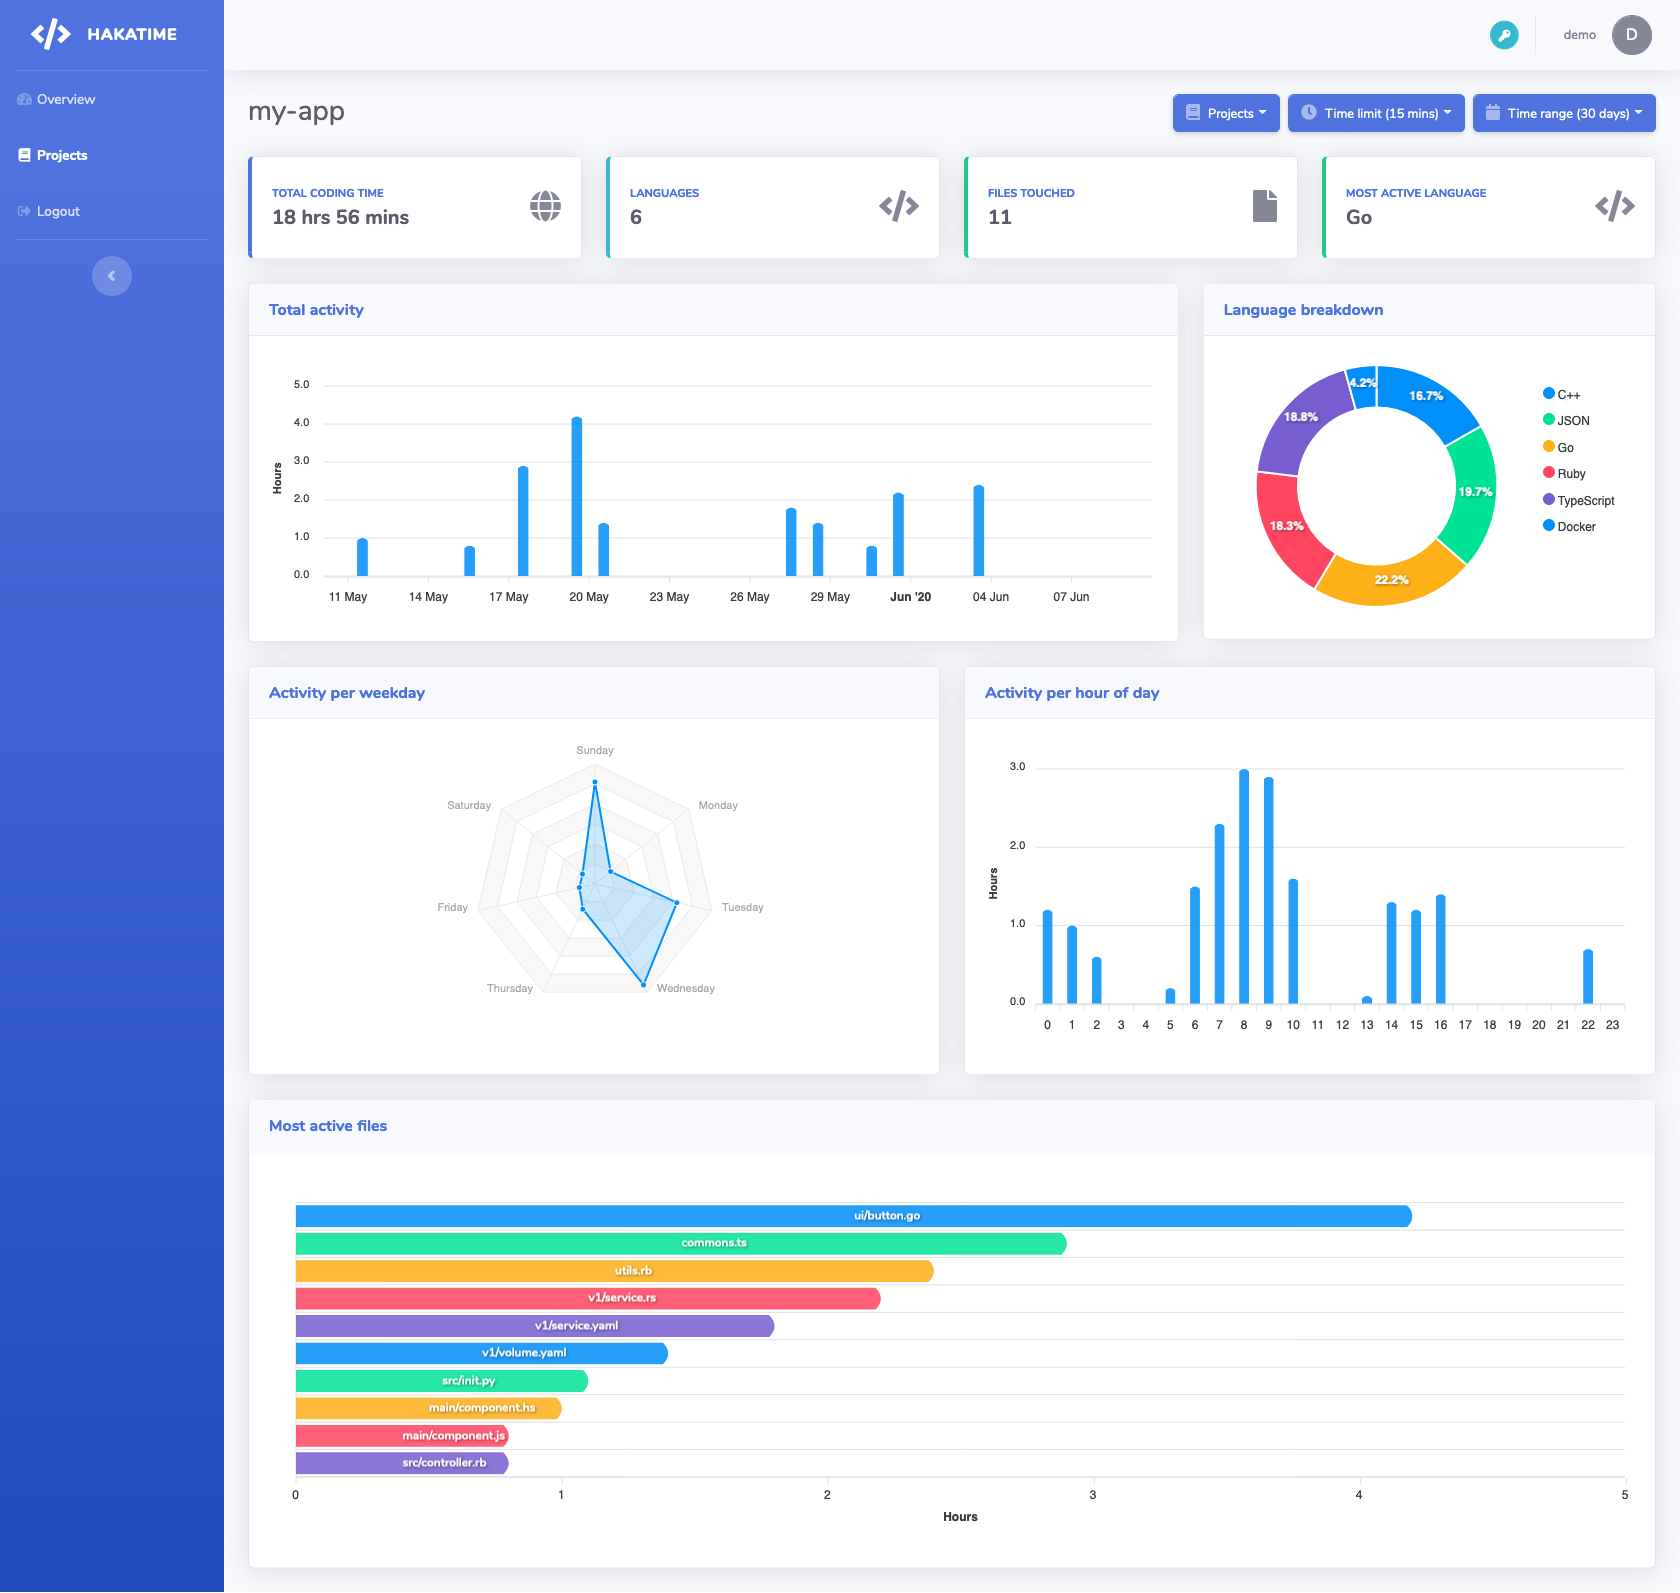 HAKATIME
demo
D
Overview
Projects
Logout
my-app
Projects
Time limit (15 mins)
Time range (30 days)
TOTAL CODING TIME
18 hrs 56 mins
LANGUAGES
6
FILES TOUCHED
11
MOST ACTIVE LANGUAGE
Go
Total activity
5.0
4.0
3.0
2.0
1.0
0.0
Hours
11 May
14 May
17 May
20 May
23 May
26 May
29 May
Jun '20
04 Jun
07 Jun
Language breakdown
4.2%
16.7%
18.8%
19.7%
18.3%
22.2%
C++
JSON
Go
Ruby
TypeScript
Docker
Activity per weekday
Sunday
Monday
Tuesday
Wednesday
Thursday
Friday
Saturday
Activity per hour of day
3.0
2.0
1.0
0.0
Hours
0 1 2 3 4 5 6 7 8 9 10 11 12 13 14 15 16 17 18 19 20 21 22 23
Most active files
ui/button.go
commons.ts
utils.rb
v1/service.rs
v1/service.yaml
v1/volume.yaml
src/init.py
main/component.hs
main/component.js
src/controller.rb
0 1 2 3 4 5
Hours